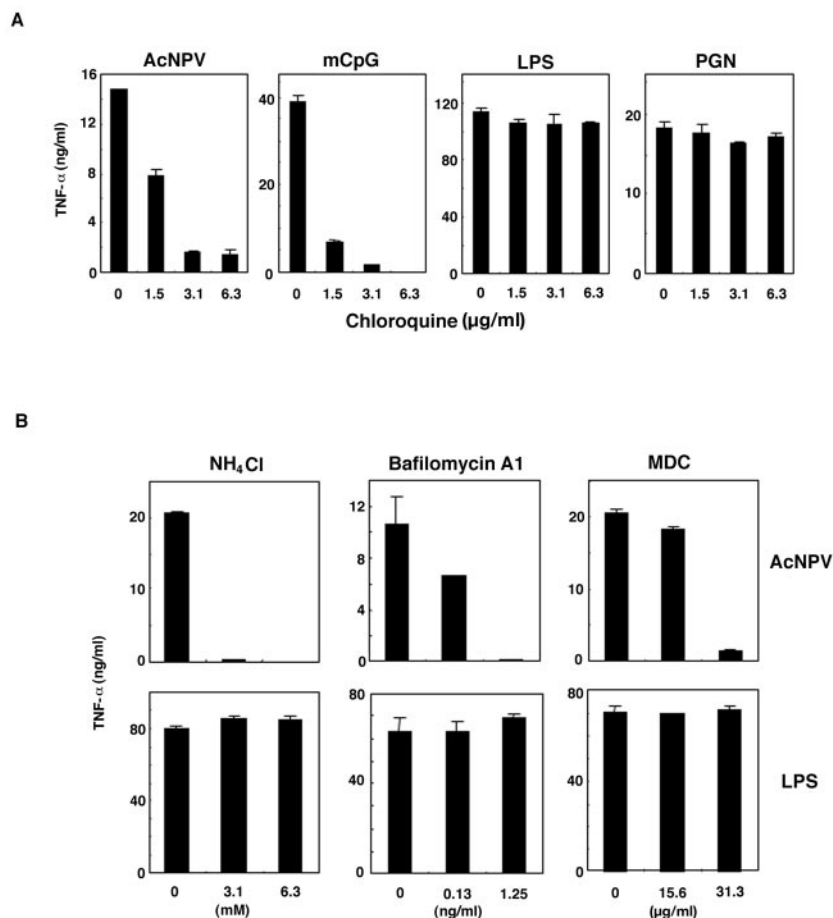 A
AcNPV mCpG LPS PGN
TNF-α (ng/ml)
16 12 8 4 0
40 20 0
120 80 40 0
20 10 0
0 1.5 3.1 6.3 0 1.5 3.1 6.3 0 1.5 3.1 6.3 0 1.5 3.1 6.3
Chloroquine (µg/ml)
B
NH4Cl Bafilomycin A1 MDC
20 10 0
12 8 4 0
20 10 0
AcNPV
TNF-α (ng/ml)
80 40 0
80 60 40 20 0
80 60 40 20 0
LPS
0 3.1 6.3 0 0.13 1.25 0 15.6 31.3
(mM) (ng/ml) (µg/ml)